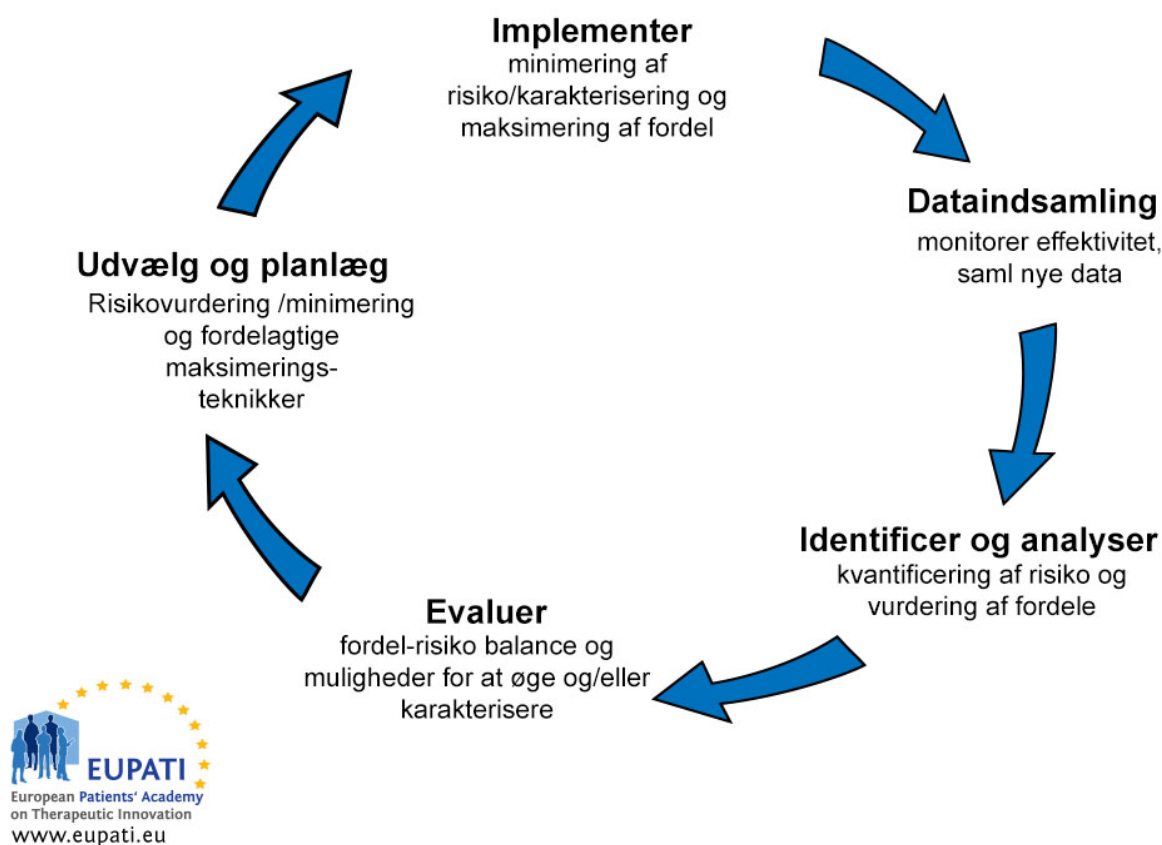 Implementer
minimering af
risiko/karakterisering og
maksimering af fordel
Dataindsamling
monitorer effektivitet,
saml nye data
Identificer og analyser
kvantificering af risiko og
vurdering af fordele
Evaluer
fordel-risiko balance og
muligheder for at øge og/eller
karakterisere
Udvælg og planlæg
Risikovurdering /minimering
og fordelagtige
maksimerings-
teknikker
EUPATI
European Patients' Academy
on Therapeutic Innovation
www.eupati.eu